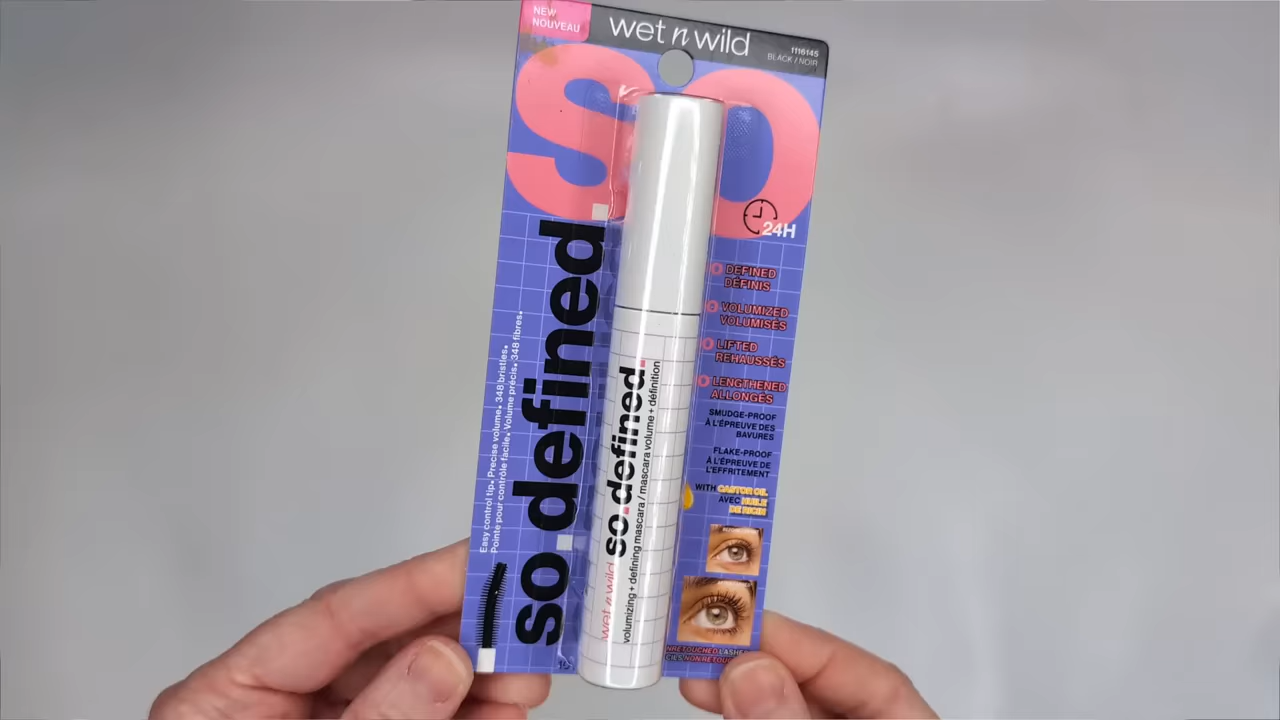 NEW
NOUVEAU
wet n wild
1116145
BLACK / NOIR
SO
24H
so.defined.
Easy control tip. Precise volume. 348 bristles.
Pointe pour contrôle facile. Volume précis. 348 fibres.
wet n wild
so.defined.
volumizing + defining mascara / mascara volume + définition
DEFINED
DÉFINIS
VOLUMIZED
VOLUMISÉS
LIFTED
REHAUSSÉS
LENGTHENED
ALLONGÉS
SMUDGE-PROOF
À L'ÉPREUVE DES
BAVURES
FLAKE-PROOF
À L'ÉPREUVE DE
L'EFFRITEMENT
WITH CASTOR OIL
AVEC HUILE
DE RICIN